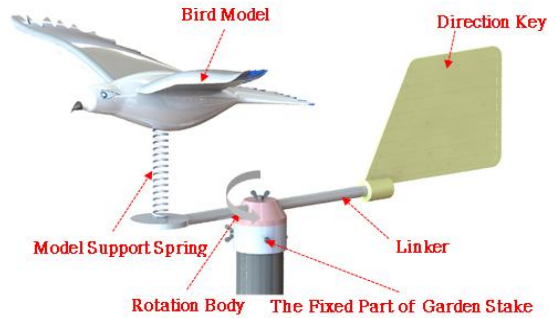 Bird Model
Direction Key
Model Support Spring
Linker
Rotation Body
The Fixed Part of Garden Stake